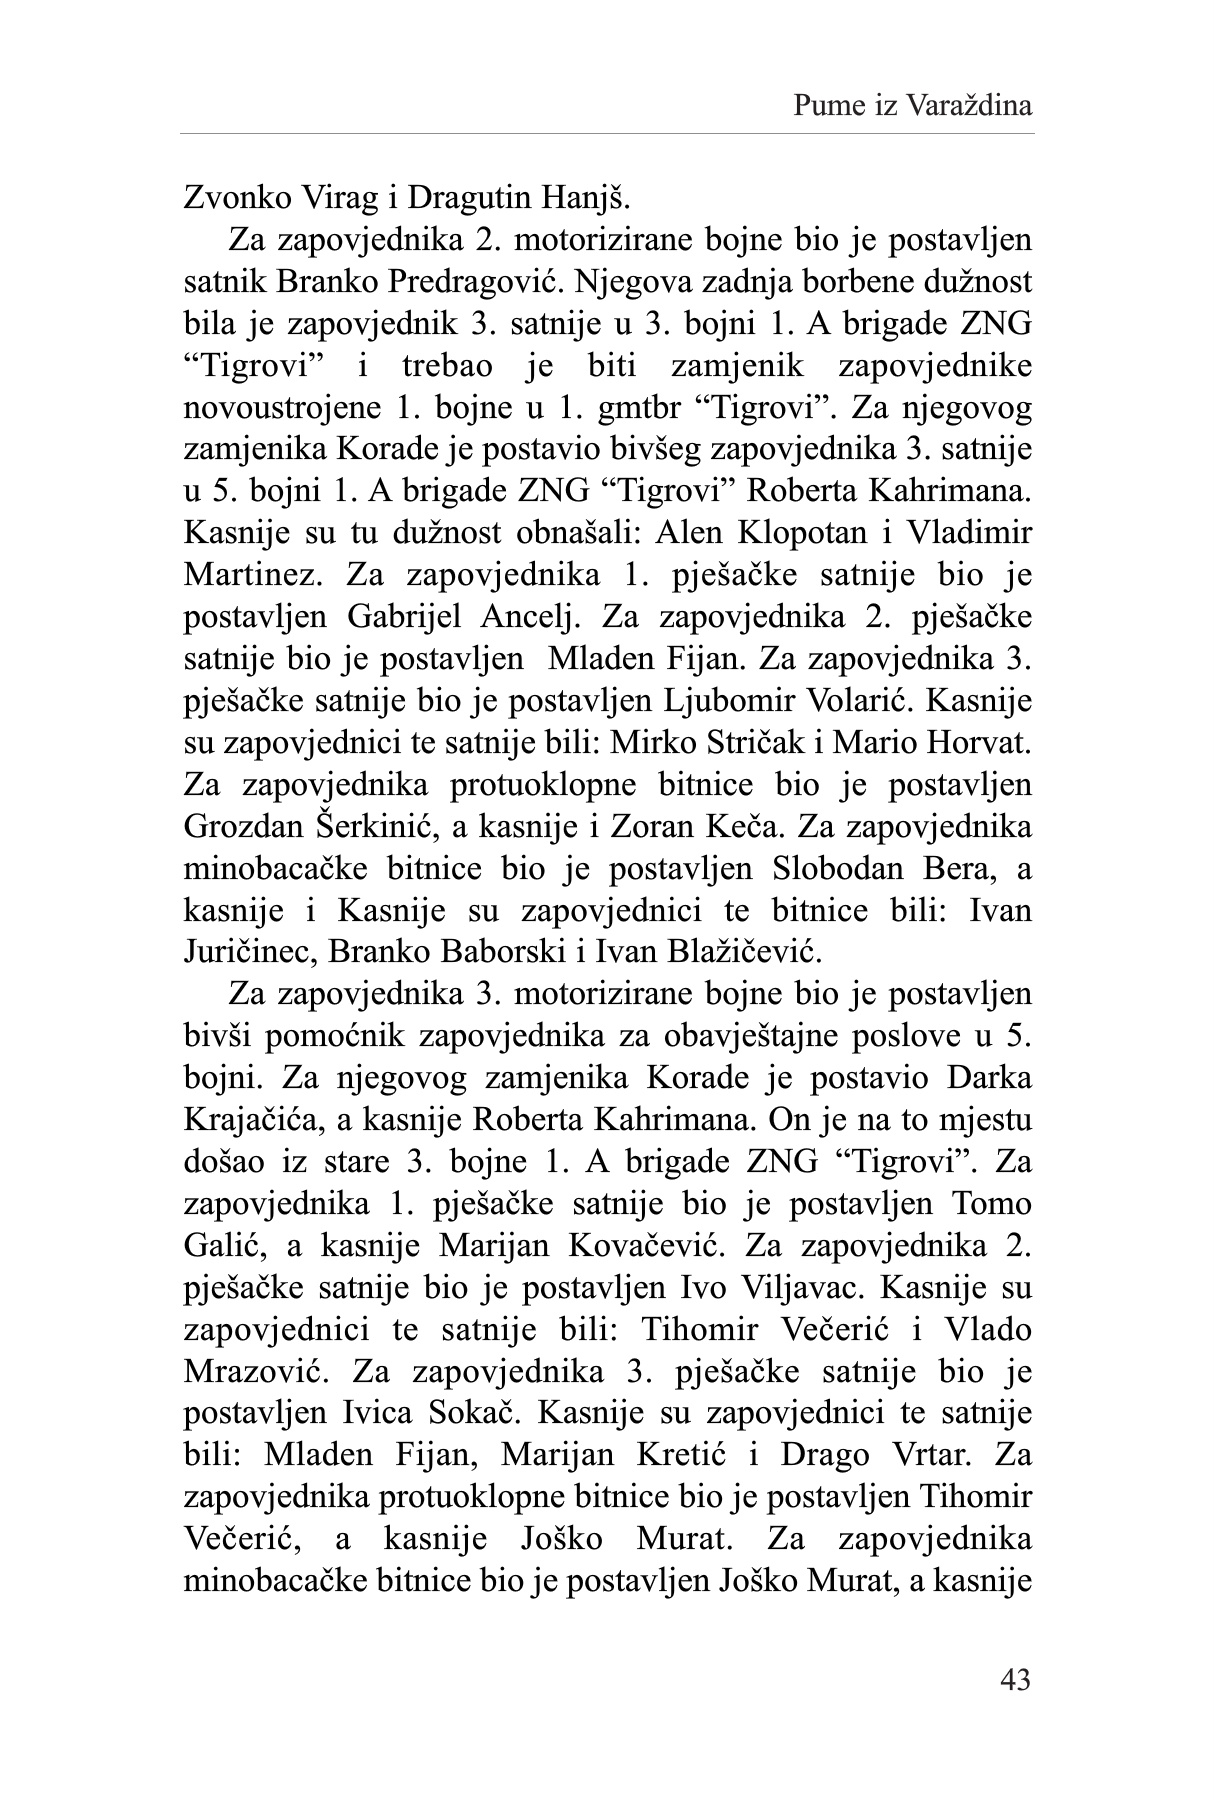 Pume iz Varaždina
Zvonko Virag i Dragutin Hanjš.
Za zapovjednika 2. motorizirane bojne bio je postavljen
satnik Branko Predragović. Njegova zadnja borbene dužnost
bila je zapovjednik 3. satnije u 3. bojni 1. A brigade ZNG
“Tigrovi” i trebao je biti zamjenik zapovjednike
novoustrojene 1. bojne u 1. gmtbr “Tigrovi”. Za njegovog
zamjenika Korade je postavio bivšeg zapovjednika 3. satnije
u 5. bojni 1. A brigade ZNG “Tigrovi” Roberta Kahrimana.
Kasnije su tu dužnost obnašali: Alen Klopotan i Vladimir
Martinez. Za zapovjednika 1. pješačke satnije bio je
postavljen Gabrijel Ancelj. Za zapovjednika 2. pješačke
satnije bio je postavljen  Mladen Fijan. Za zapovjednika 3.
pješačke satnije bio je postavljen Ljubomir Volarić. Kasnije
su zapovjednici te satnije bili: Mirko Stričak i Mario Horvat.
Za zapovjednika protuoklopne bitnice bio je postavljen
Grozdan Šerkinić, a kasnije i Zoran Keča. Za zapovjednika
minobacačke bitnice bio je postavljen Slobodan Bera, a
kasnije i Kasnije su zapovjednici te bitnice bili: Ivan
Juričinec, Branko Baborski i Ivan Blažičević.
Za zapovjednika 3. motorizirane bojne bio je postavljen
bivši pomoćnik zapovjednika za obavještajne poslove u 5.
bojni. Za njegovog zamjenika Korade je postavio Darka
Krajačića, a kasnije Roberta Kahrimana. On je na to mjestu
došao iz stare 3. bojne 1. A brigade ZNG “Tigrovi”. Za
zapovjednika 1. pješačke satnije bio je postavljen Tomo
Galić, a kasnije Marijan Kovačević. Za zapovjednika 2.
pješačke satnije bio je postavljen Ivo Viljavac. Kasnije su
zapovjednici te satnije bili: Tihomir Večerić i Vlado
Mrazović. Za zapovjednika 3. pješačke satnije bio je
postavljen Ivica Sokač. Kasnije su zapovjednici te satnije
bili: Mladen Fijan, Marijan Kretić i Drago Vrtar. Za
zapovjednika protuoklopne bitnice bio je postavljen Tihomir
Večerić, a kasnije Joško Murat. Za zapovjednika
minobacačke bitnice bio je postavljen Joško Murat, a kasnije
43